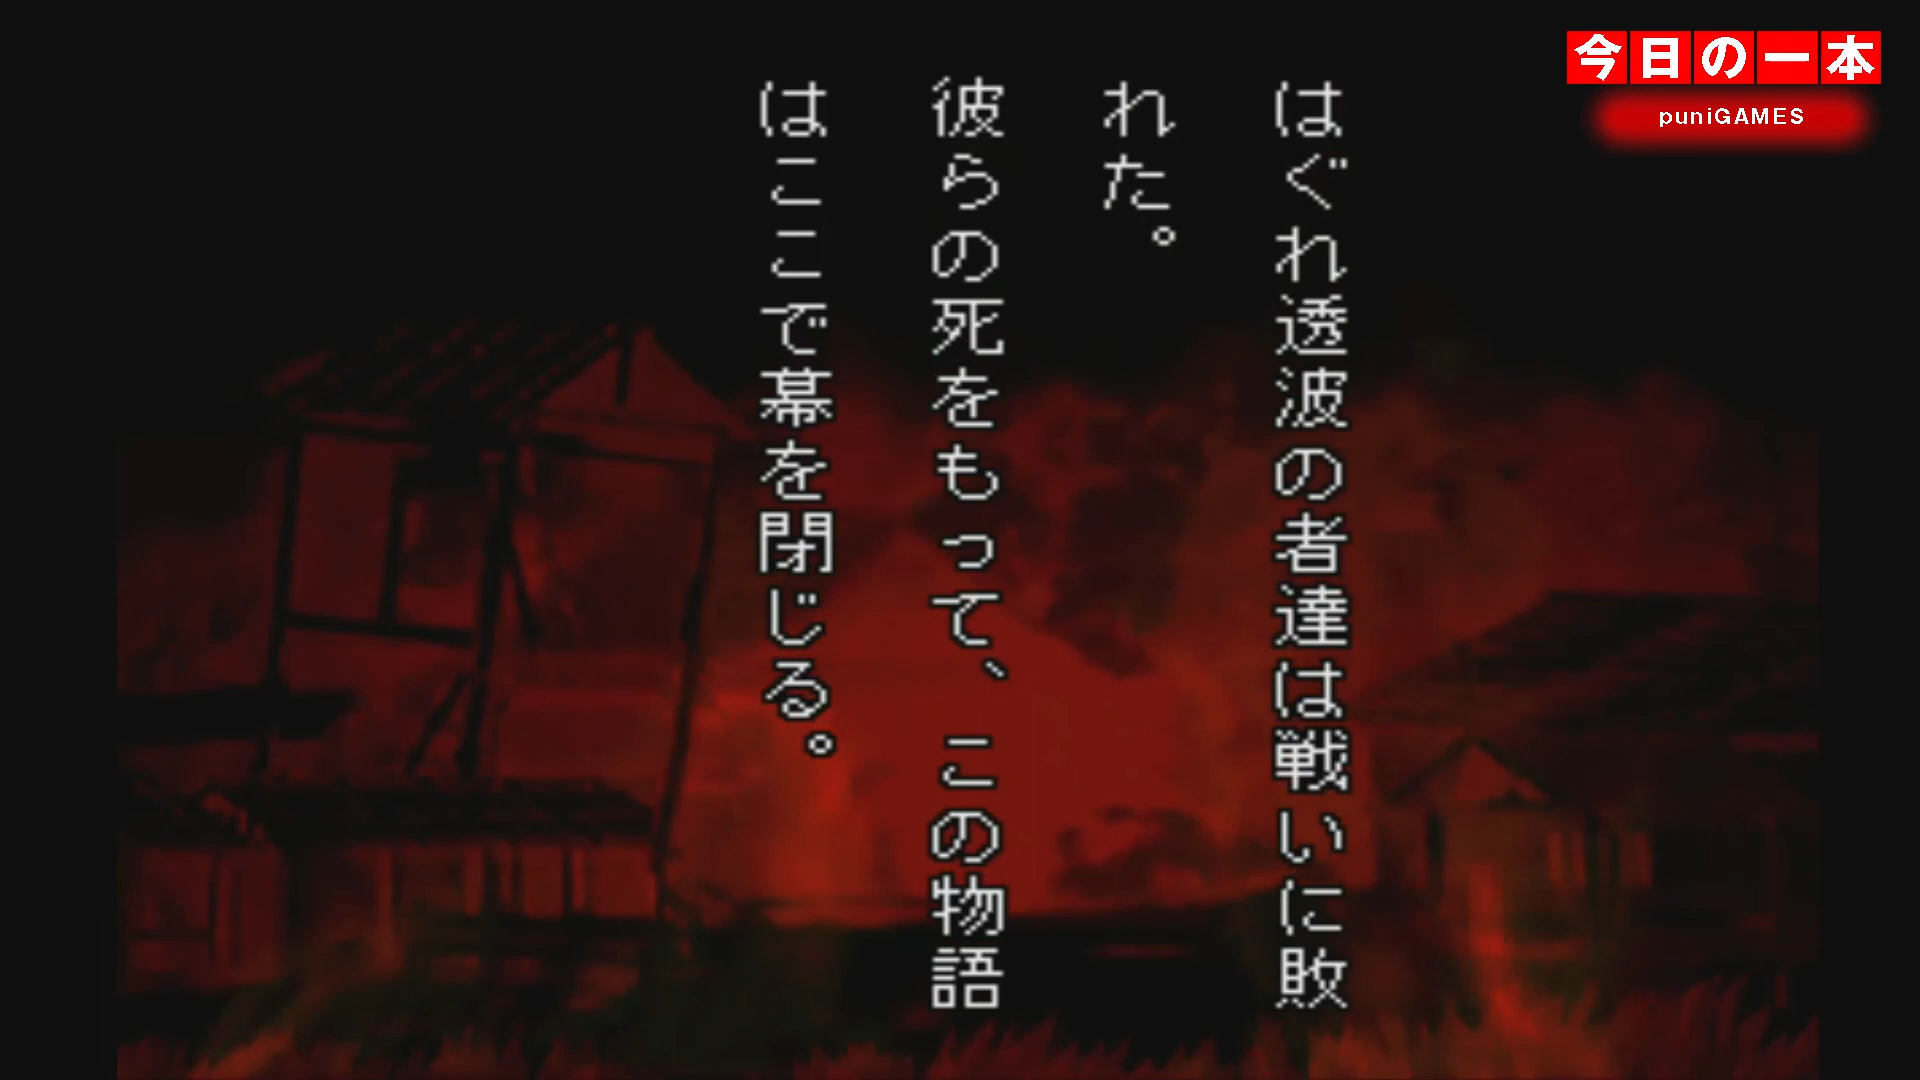 今日の一本
puniGAMES
はぐれ透波の者達は戦いに敗
れた。
彼らの死をもって、この物語
はここで幕を閉じる。